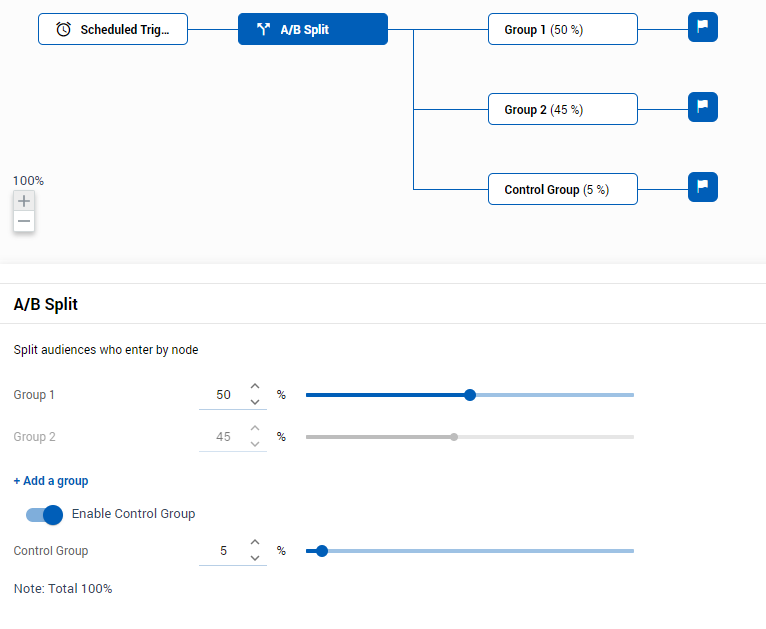 Scheduled Trig...
A/B Split
Group 1 (50 %)
Group 2 (45 %)
100%
Control Group (5 %)
A/B Split
Split audiences who enter by node
Group 1 50 %
Group 2 45 %
+ Add a group
Enable Control Group
Control Group 5 %
Note: Total 100%